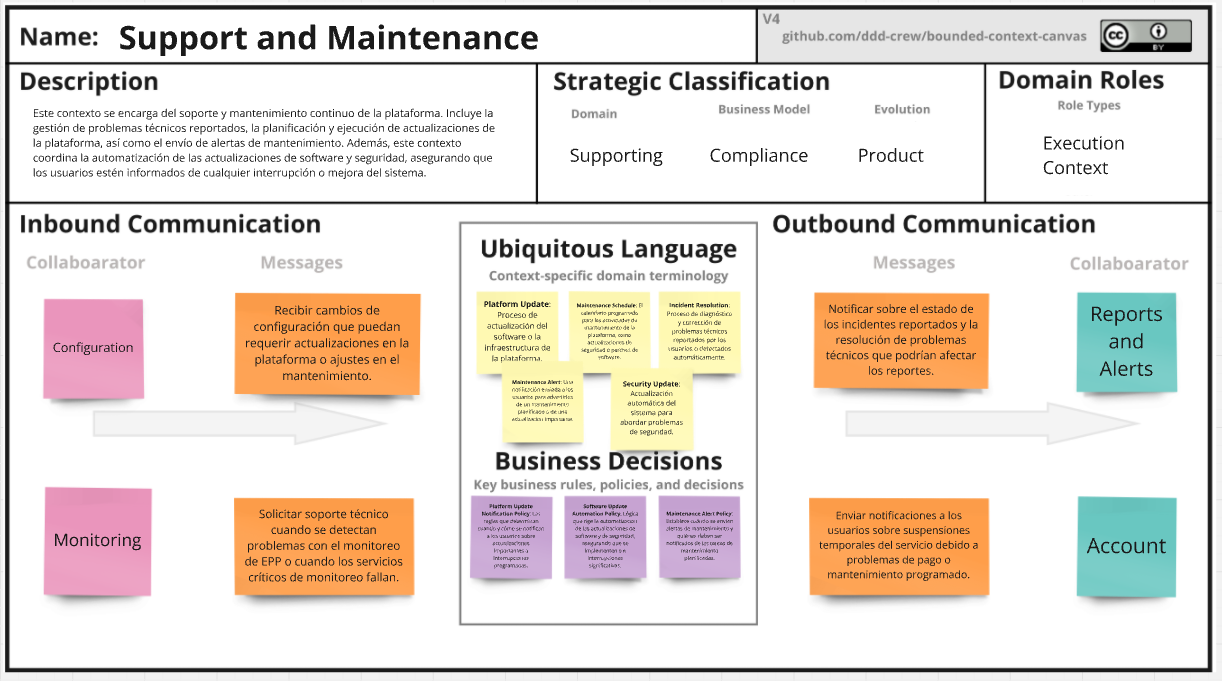 Name: Support and Maintenance
V4
github.com/ddd-crew/bounded-context-canvas
cc
BY
Description
Este contexto se encarga del soporte y mantenimiento continuo de la plataforma. Incluye la
gestión de problemas técnicos reportados, la planificación y ejecución de actualizaciones de
la plataforma, así como el envío de alertas de mantenimiento. Además, este contexto
coordina la automatización de las actualizaciones de software y seguridad, asegurando que
los usuarios estén informados de cualquier interrupción o mejora del sistema.
Strategic Classification
Domain
Business Model
Evolution
Supporting
Compliance
Product
Domain Roles
Role Types
Execution
Context
Inbound Communication
Collaboarator
Messages
Configuration
Recibir cambios de
configuración que puedan
requerir actualizaciones en la
plataforma o ajustes en el
mantenimiento.
Monitoring
Solicitar soporte técnico
cuando se detectan
problemas con el monitoreo
de EPP o cuando los servicios
críticos de monitoreo fallan.
Ubiquitous Language
Context-specific domain terminology
Platform Update:
Proceso de
actualización del
software o la
infraestructura de
la plataforma.
Maintenance Schedule: El
calendario programado
para las actividades de
mantenimiento de la
plataforma, como
actualizaciones de
seguridad o parches de
software.
Incident Resolution:
Proceso de diagnóstico
y corrección de
problemas técnicos
reportados por los
usuarios o detectados
automáticamente.
Maintenance Alert: Una
notificación enviada a los
usuarios para advertirlos
de un mantenimiento
planificado o de una
actualización importante.
Security Update:
Actualización
automática del
sistema para
abordar problemas
de seguridad.
Business Decisions
Key business rules, policies, and decisions
Platform Update
Notification Policy: Las
reglas que determinan
cuándo y cómo se notifican
a los usuarios sobre
actualizaciones
importantes o
interrupciones
programadas.
Software Update
Automation Policy: Lógica
que rige la automatización
de las actualizaciones de
software y de seguridad,
asegurando que se
implementen sin
interrupciones
significativas.
Maintenance Alert Policy:
Establece cuándo se envían
alertas de mantenimiento y
quiénes deben ser
notificados de las tareas de
mantenimiento
planificadas.
Outbound Communication
Messages
Collaboarator
Notificar sobre el estado de
los incidentes reportados y la
resolución de problemas
técnicos que podrían afectar
los reportes.
Reports
and
Alerts
Enviar notificaciones a los
usuarios sobre suspensiones
temporales del servicio debido a
problemas de pago o
mantenimiento programado.
Account